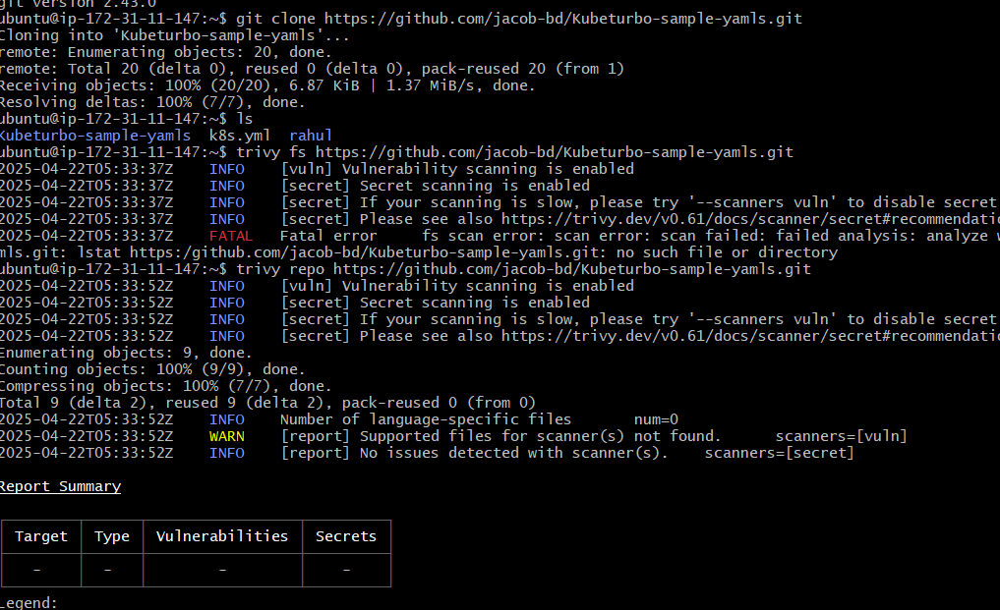 git version 2.43.0
ubuntu@ip-172-31-11-147:~$ git clone https://github.com/jacob-bd/Kubeturbo-sample-yamls.git
Cloning into 'Kubeturbo-sample-yamls'...
remote: Enumerating objects: 20, done.
remote: Total 20 (delta 0), reused 0 (delta 0), pack-reused 20 (from 1)
Receiving objects: 100% (20/20), 6.87 KiB | 1.37 MiB/s, done.
Resolving deltas: 100% (7/7), done.
ubuntu@ip-172-31-11-147:~$ ls
Kubeturbo-sample-yamls  k8s.yml  rahul
ubuntu@ip-172-31-11-147:~$ trivy fs https://github.com/jacob-bd/Kubeturbo-sample-yamls.git
2025-04-22T05:33:37Z    INFO    [vuln] Vulnerability scanning is enabled
2025-04-22T05:33:37Z    INFO    [secret] Secret scanning is enabled
2025-04-22T05:33:37Z    INFO    [secret] If your scanning is slow, please try '--scanners vuln' to disable secret
2025-04-22T05:33:37Z    INFO    [secret] Please see also https://trivy.dev/v0.61/docs/scanner/secret#recommendatio
2025-04-22T05:33:37Z    FATAL   Fatal error     fs scan error: scan error: scan failed: failed analysis: analyze w
mls.git: lstat https:/github.com/jacob-bd/Kubeturbo-sample-yamls.git: no such file or directory
ubuntu@ip-172-31-11-147:~$ trivy repo https://github.com/jacob-bd/Kubeturbo-sample-yamls.git
2025-04-22T05:33:52Z    INFO    [vuln] Vulnerability scanning is enabled
2025-04-22T05:33:52Z    INFO    [secret] Secret scanning is enabled
2025-04-22T05:33:52Z    INFO    [secret] If your scanning is slow, please try '--scanners vuln' to disable secret
2025-04-22T05:33:52Z    INFO    [secret] Please see also https://trivy.dev/v0.61/docs/scanner/secret#recommendatio
Enumerating objects: 9, done.
Counting objects: 100% (9/9), done.
Compressing objects: 100% (7/7), done.
Total 9 (delta 2), reused 9 (delta 2), pack-reused 0 (from 0)
2025-04-22T05:33:52Z    INFO    Number of language-specific files       num=0
2025-04-22T05:33:52Z    WARN    [report] Supported files for scanner(s) not found.      scanners=[vuln]
2025-04-22T05:33:52Z    INFO    [report] No issues detected with scanner(s).    scanners=[secret]
Report Summary
Target Type Vulnerabilities Secrets
- - - -
Legend: